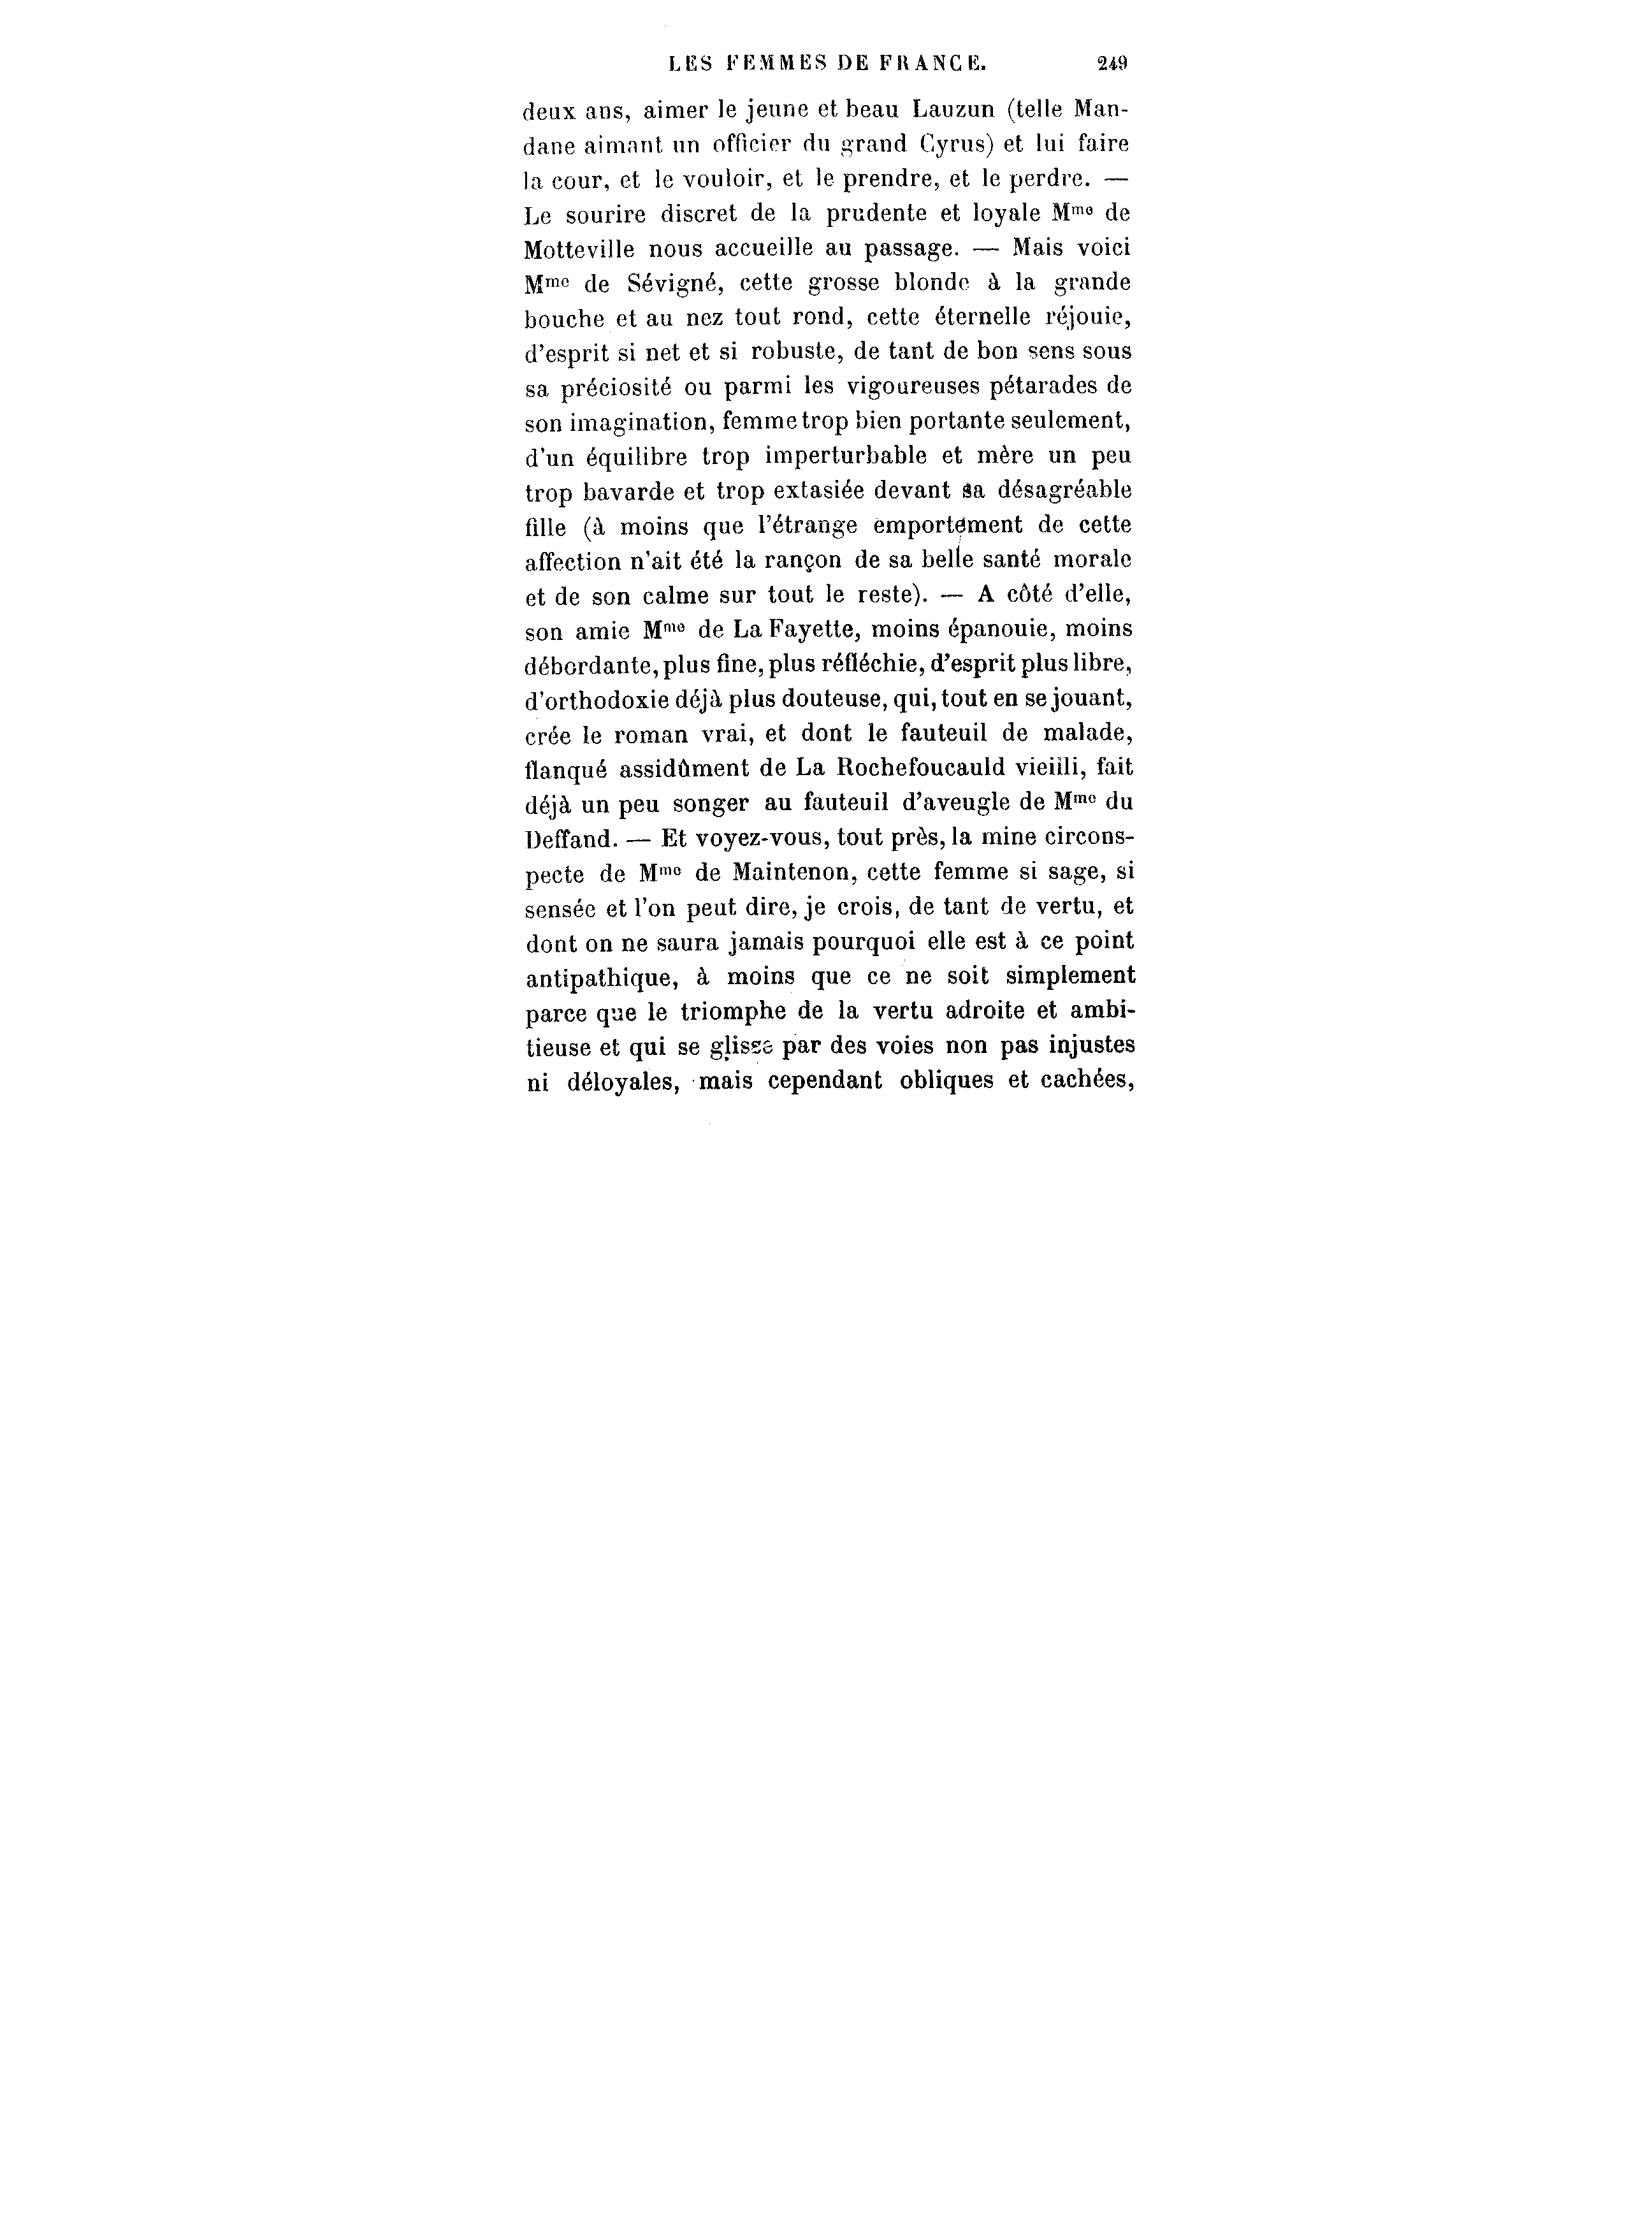 LES FEMMES DE FRANCE. 249
deux ans, aimer le jeune et beau Lauzun (telle Man-
dane aimant un officier du grand Cyrus) et lui faire
la cour, et le vouloir, et le prendre, et le perdre. —
Le sourire discret de la prudente et loyale Mme de
Motteville nous accueille au passage. — Mais voici
Mme de Sévigné, cette grosse blonde à la grande
bouche et au nez tout rond, cette éternelle réjouie,
d'esprit si net et si robuste, de tant de bon sens sous
sa préciosité ou parmi les vigoureuses pétarades de
son imagination, femme trop bien portante seulement,
d'un équilibre trop imperturbable et mère un peu
trop bavarde et trop extasiée devant sa désagréable
fille (à moins que l'étrange emportement de cette
affection n'ait été la rançon de sa belle santé morale
et de son calme sur tout le reste). — A côté d'elle,
son amie Mme de La Fayette, moins épanouie, moins
débordante, plus fine, plus réfléchie, d'esprit plus libre,
d'orthodoxie déjà plus douteuse, qui, tout en se jouant,
crée le roman vrai, et dont le fauteuil de malade,
flanqué assidûment de La Rochefoucauld vieilli, fait
déjà un peu songer au fauteuil d'aveugle de Mme du
Deffand. — Et voyez-vous, tout près, la mine circons-
pecte de Mme de Maintenon, cette femme si sage, si
sensée et l'on peut dire, je crois, de tant de vertu, et
dont on ne saura jamais pourquoi elle est à ce point
antipathique, à moins que ce ne soit simplement
parce que le triomphe de la vertu adroite et ambi-
tieuse et qui se glisse par des voies non pas injustes
ni déloyales, mais cependant obliques et cachées,